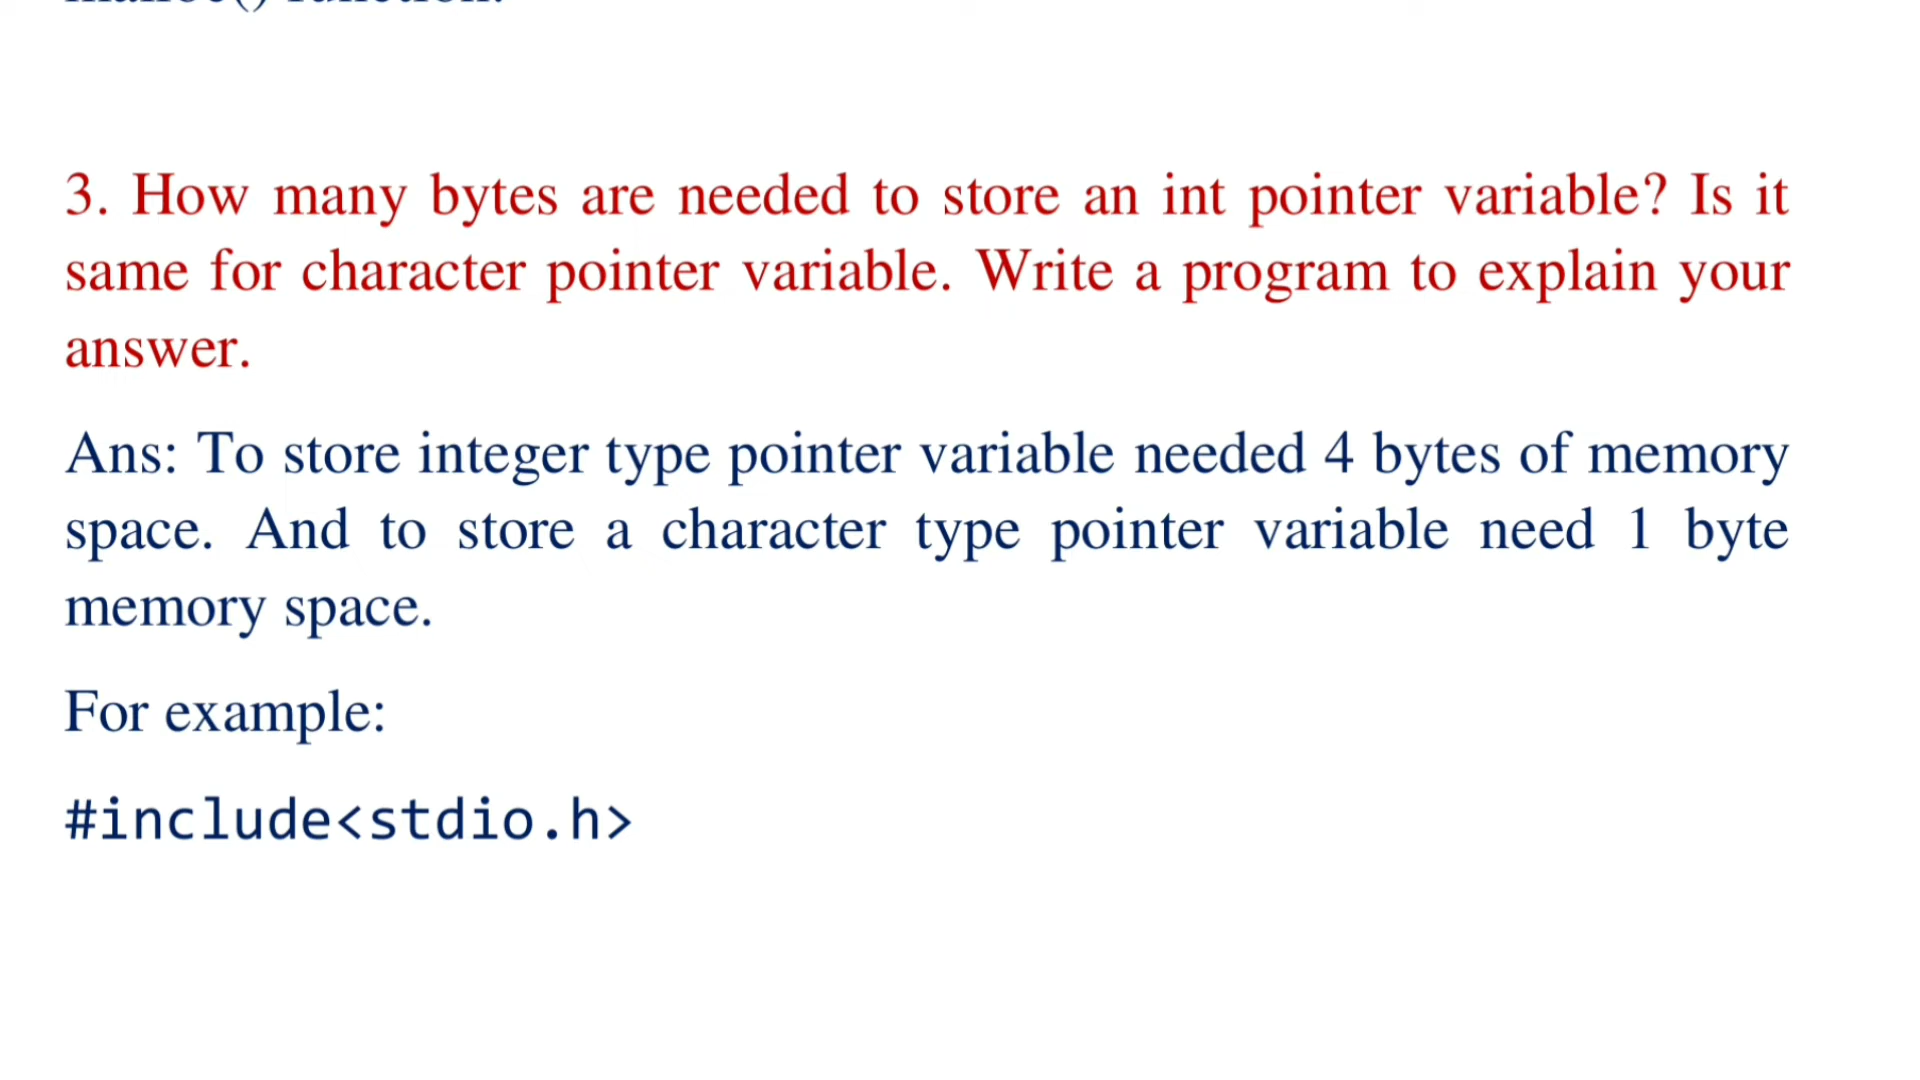 malloc() function.
3. How many bytes are needed to store an int pointer variable? Is it
same for character pointer variable. Write a program to explain your
answer.
Ans: To store integer type pointer variable needed 4 bytes of memory
space. And to store a character type pointer variable need 1 byte
memory space.
For example:
#include<stdio.h>